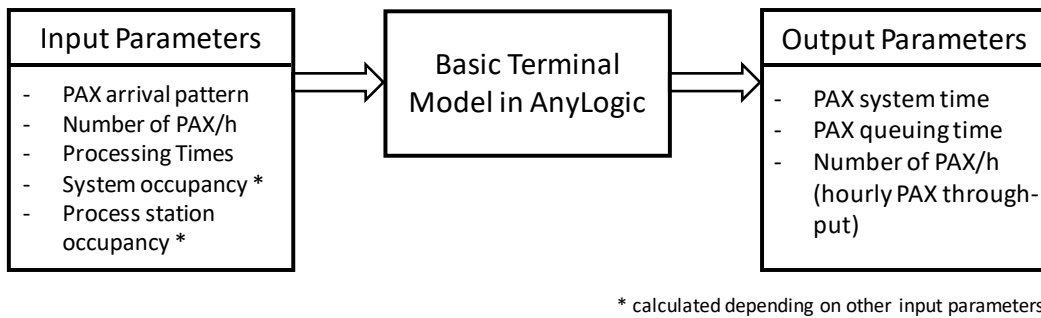 Input Parameters
- PAX arrival pattern
- Number of PAX/h
- Processing Times
- System occupancy *
- Process station
occupancy *
Basic Terminal
Model in AnyLogic
Output Parameters
- PAX system time
- PAX queuing time
- Number of PAX/h
(hourly PAX through-
put)
* calculated depending on other input parameters